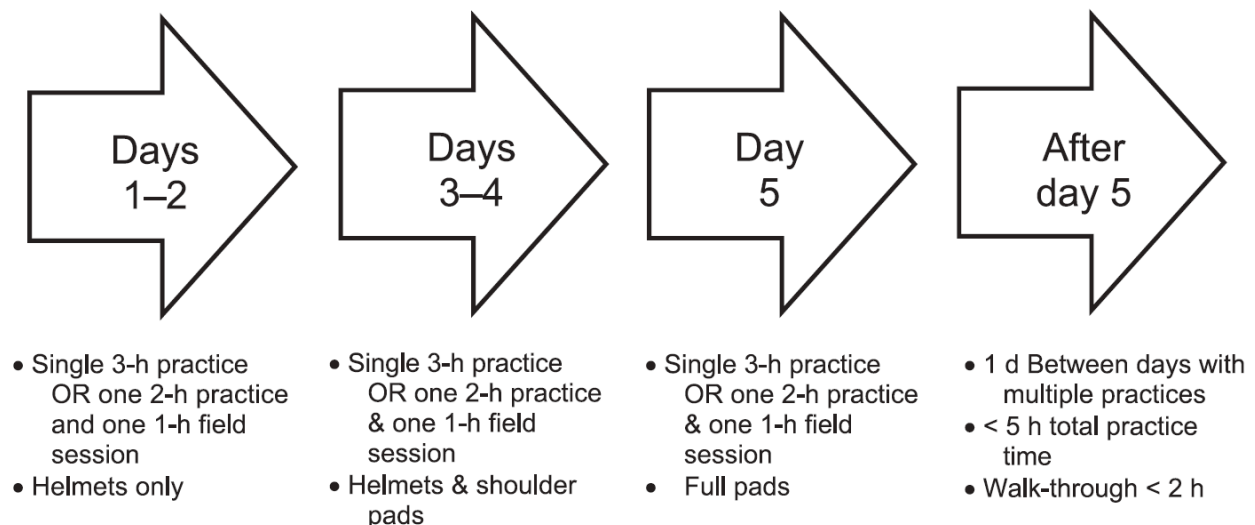 Days
1–2
Days
3–4
Day
5
After
day 5
• Single 3-h practice
OR one 2-h practice
and one 1-h field
session
• Helmets only
• Single 3-h practice
OR one 2-h practice
& one 1-h field
session
• Helmets & shoulder
pads
• Single 3-h practice
OR one 2-h practice
& one 1-h field
session
• Full pads
• 1 d Between days with
multiple practices
• < 5 h total practice
time
• Walk-through < 2 h